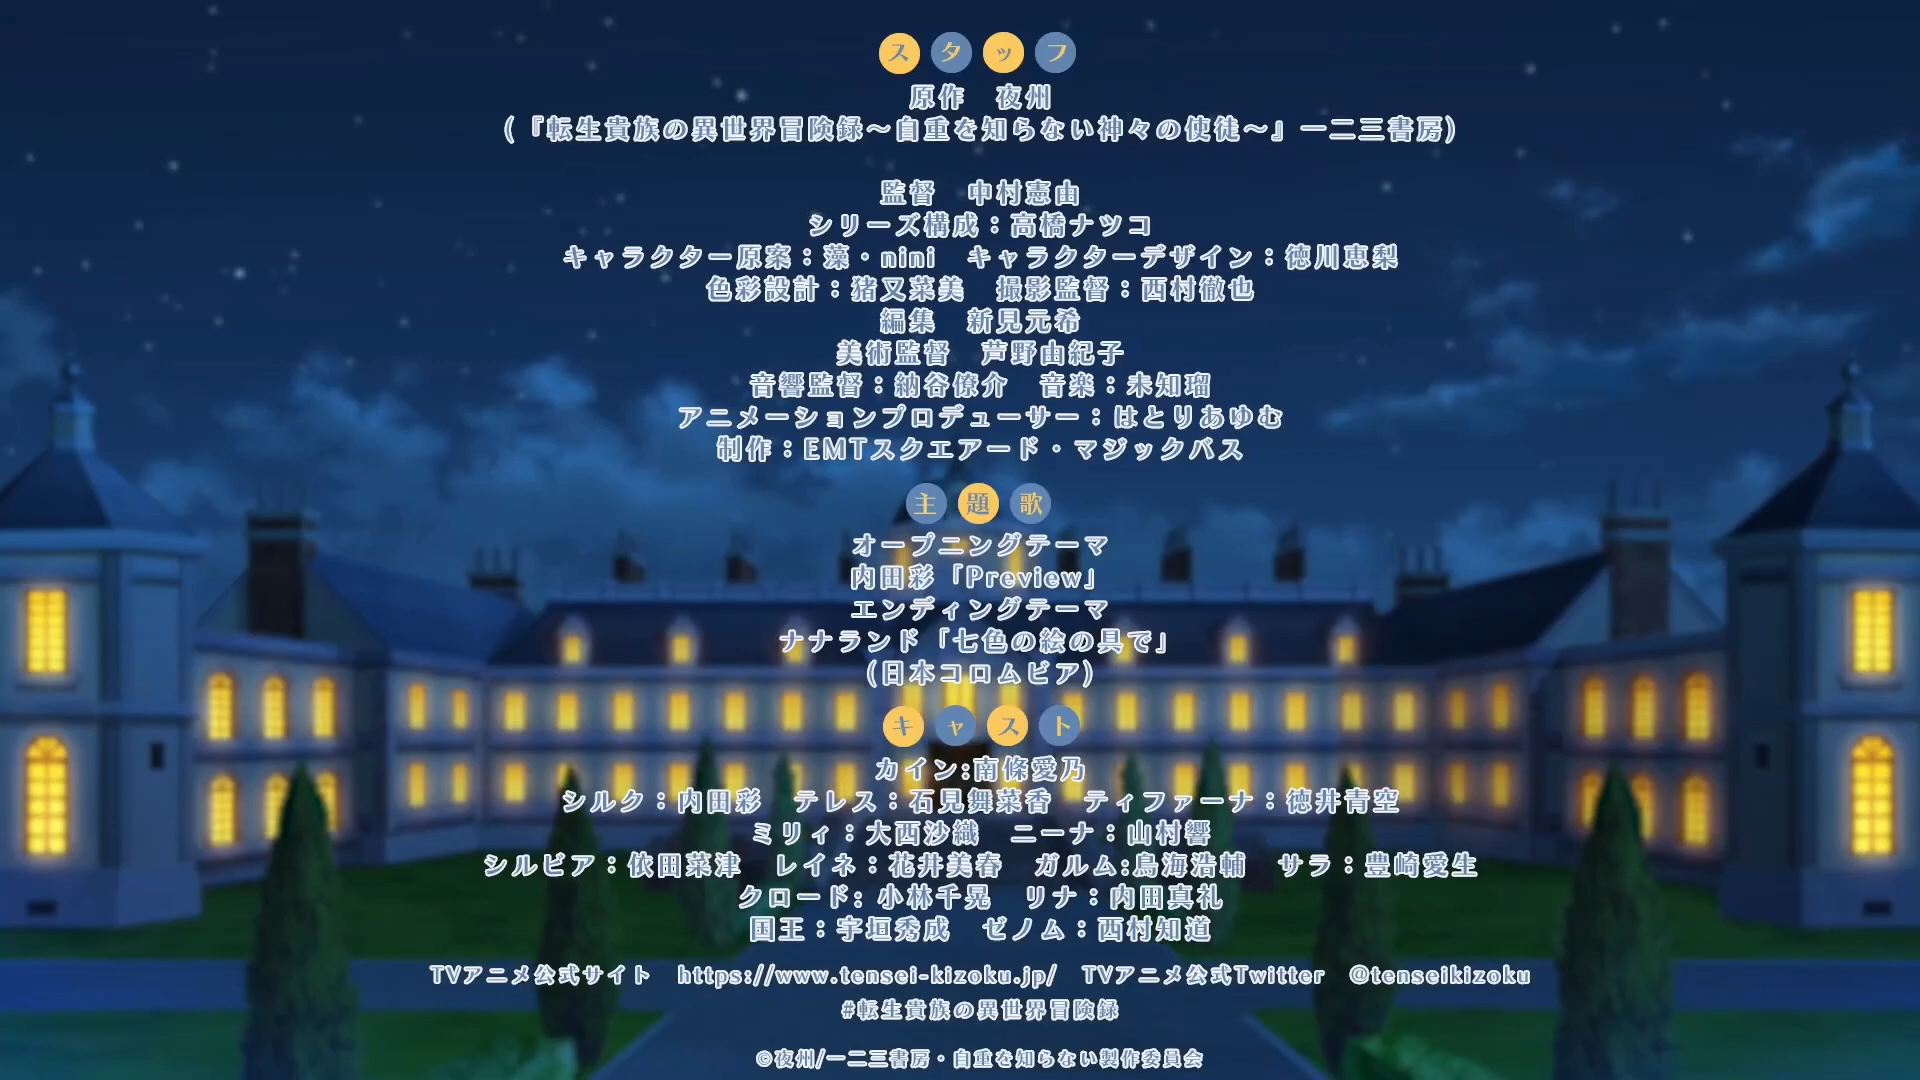 スタッフ
原作　夜州
(『転生貴族の異世界冒険録～自重を知らない神々の使徒～』一二三書房)
監督　中村憲由
シリーズ構成：高橋ナツコ
キャラクター原案：藻・nini　キャラクターデザイン：徳川恵梨
色彩設計：猪又菜美　撮影監督：西村徹也
編集　新見元希
美術監督　芦野由紀子
音響監督：納谷僚介　音楽：未知瑠
アニメーションプロデューサー：はとりあゆむ
制作：EMTスクエアード・マジックバス
主題歌
オープニングテーマ
内田彩「Preview」
エンディングテーマ
ナナランド「七色の絵の具で」
(日本コロムビア)
キャスト
カイン:南條愛乃
シルク：内田彩　テレス：石見舞菜香　ティファーナ：徳井青空
ミリィ：大西沙織　ニーナ：山村響
シルビア：依田菜津　レイネ：花井美春　ガルム:鳥海浩輔　サラ：豊崎愛生
クロード: 小林千晃　リナ：内田真礼
国王：宇垣秀成　ゼノム：西村知道
TVアニメ公式サイト　https://www.tensei-kizoku.jp/　TVアニメ公式Twitter　@tenseikizoku
#転生貴族の異世界冒険録
©夜州/一二三書房・自重を知らない製作委員会